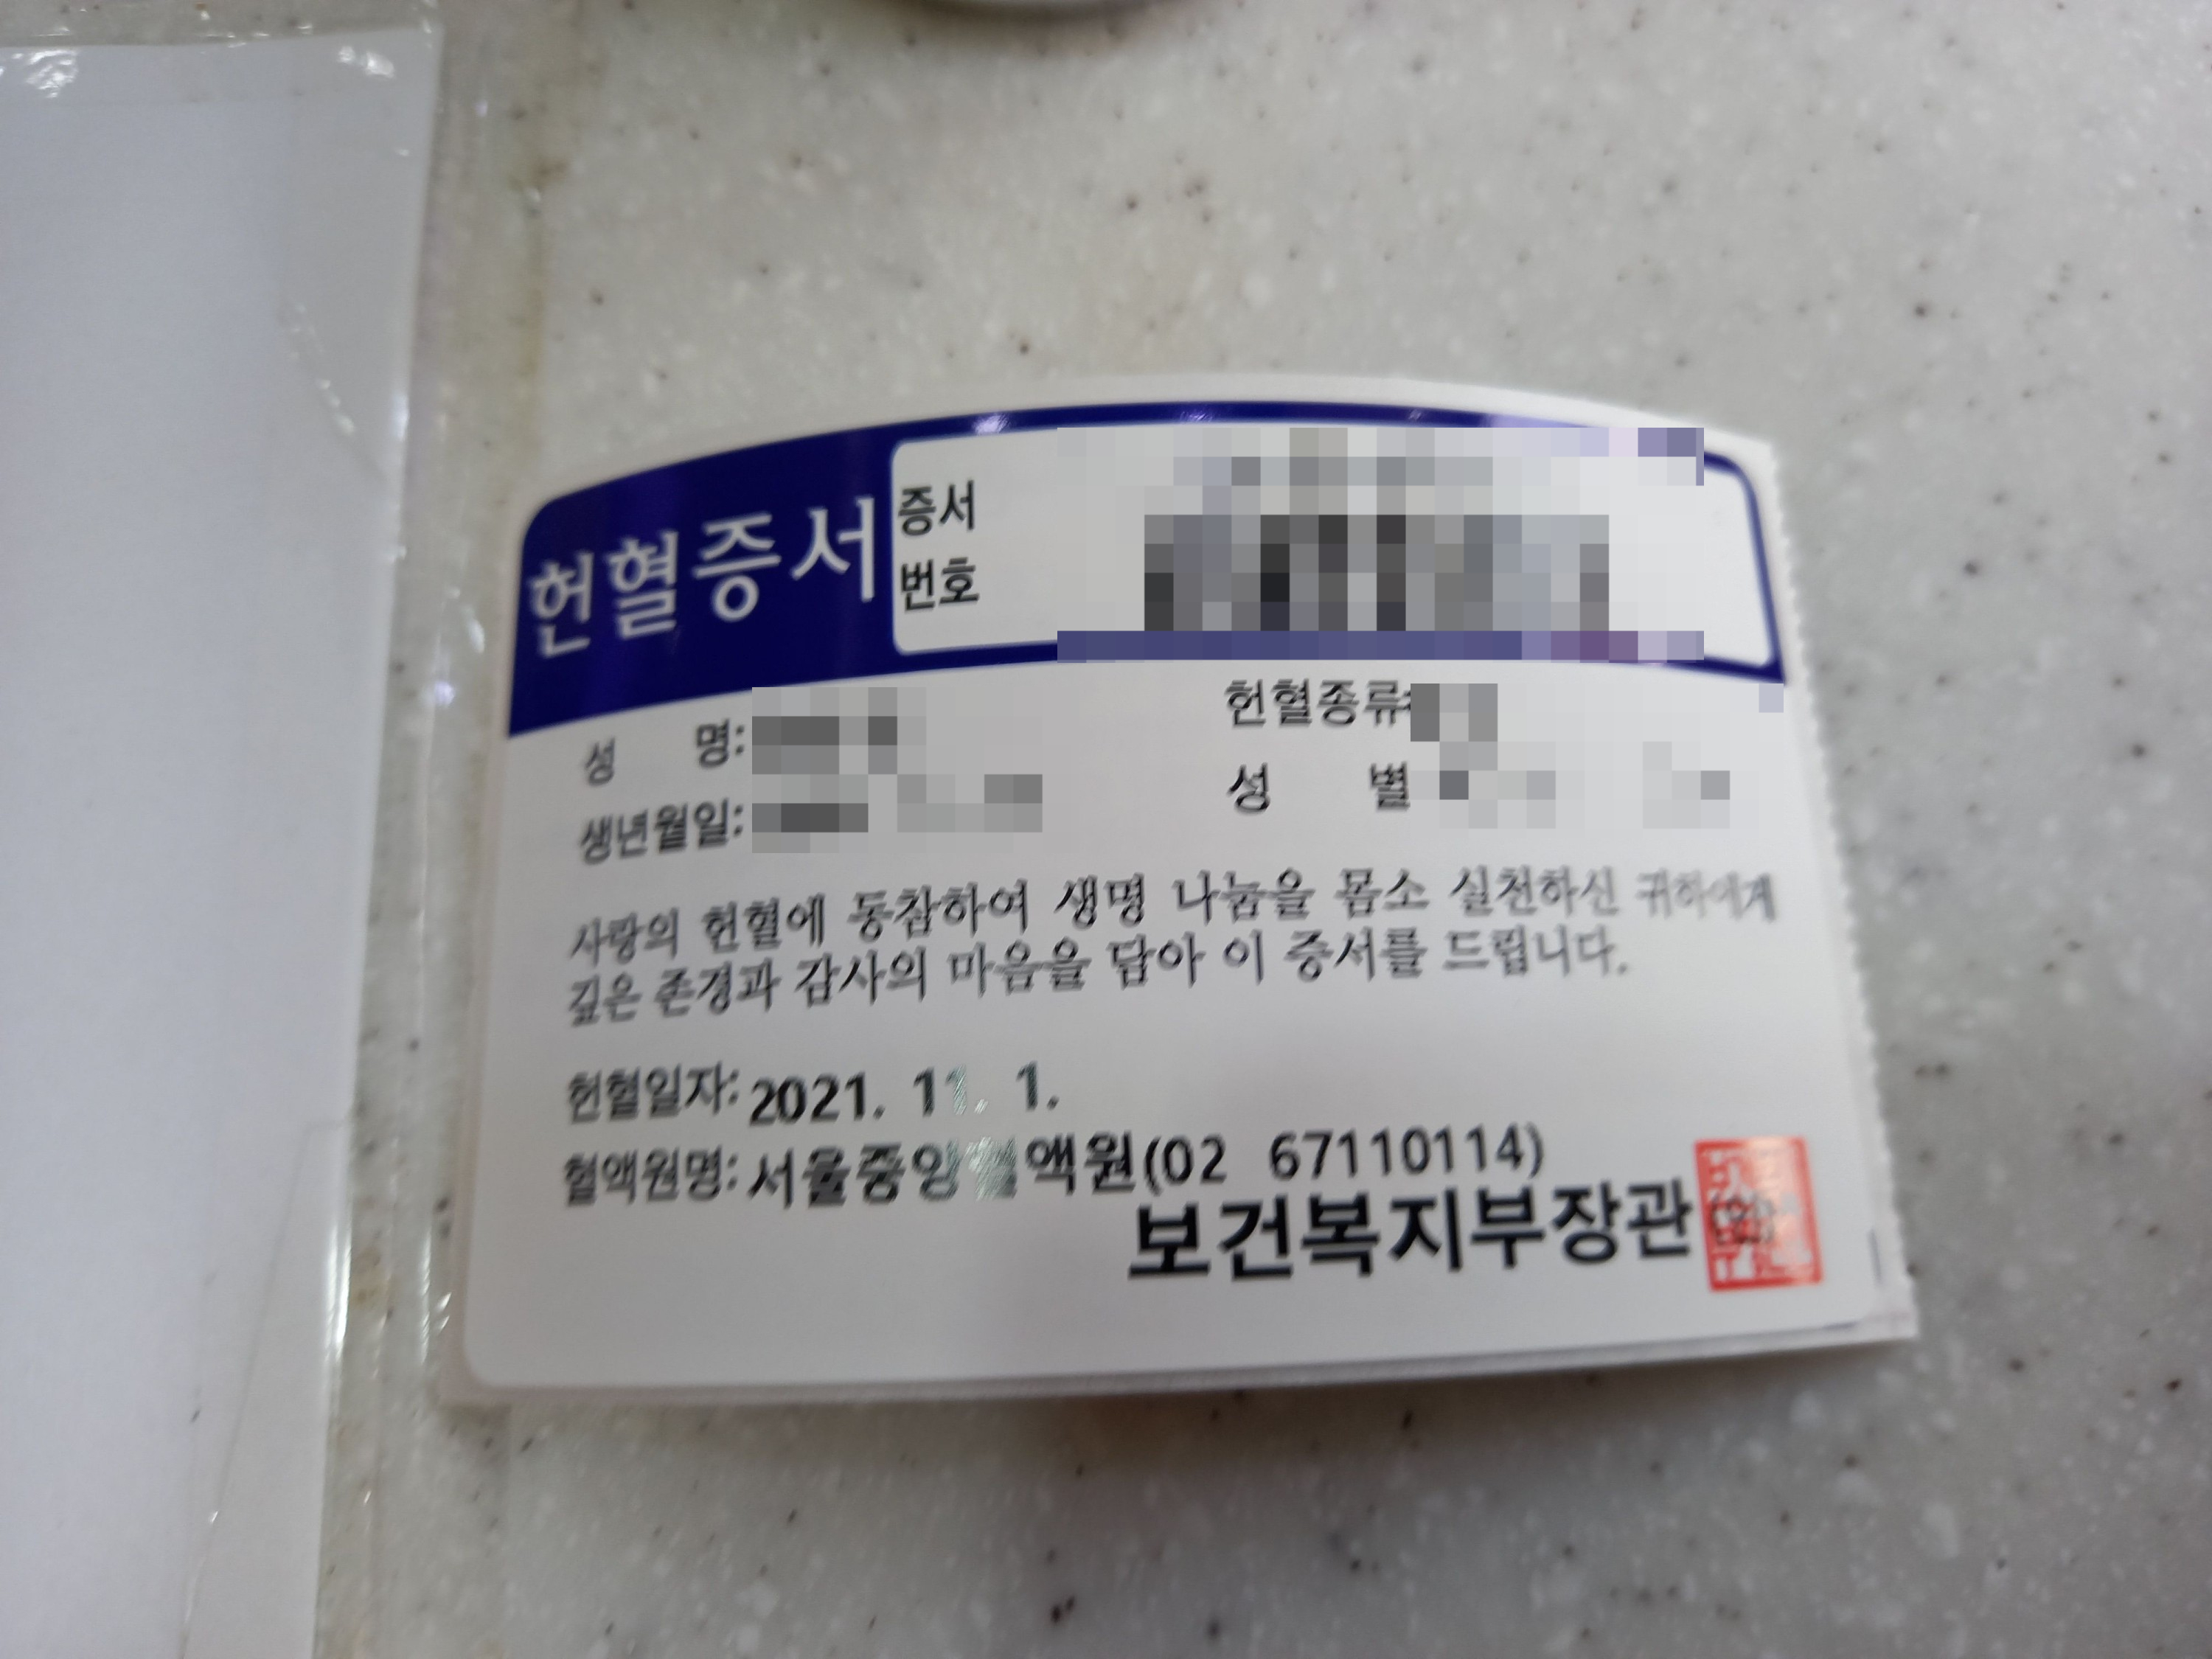 헌혈증서
증서
번호
성 명:
헌혈종류:
생년월일:
성 별
사랑의 헌혈에 동참하여 생명 나눔을 몸소 실천하신 귀하에게
깊은 존경과 감사의 마음을 담아 이 증서를 드립니다.
헌혈일자: 2021. 11. 1.
혈액원명: 서울중앙혈액원(02 67110114)
보건복지부장관